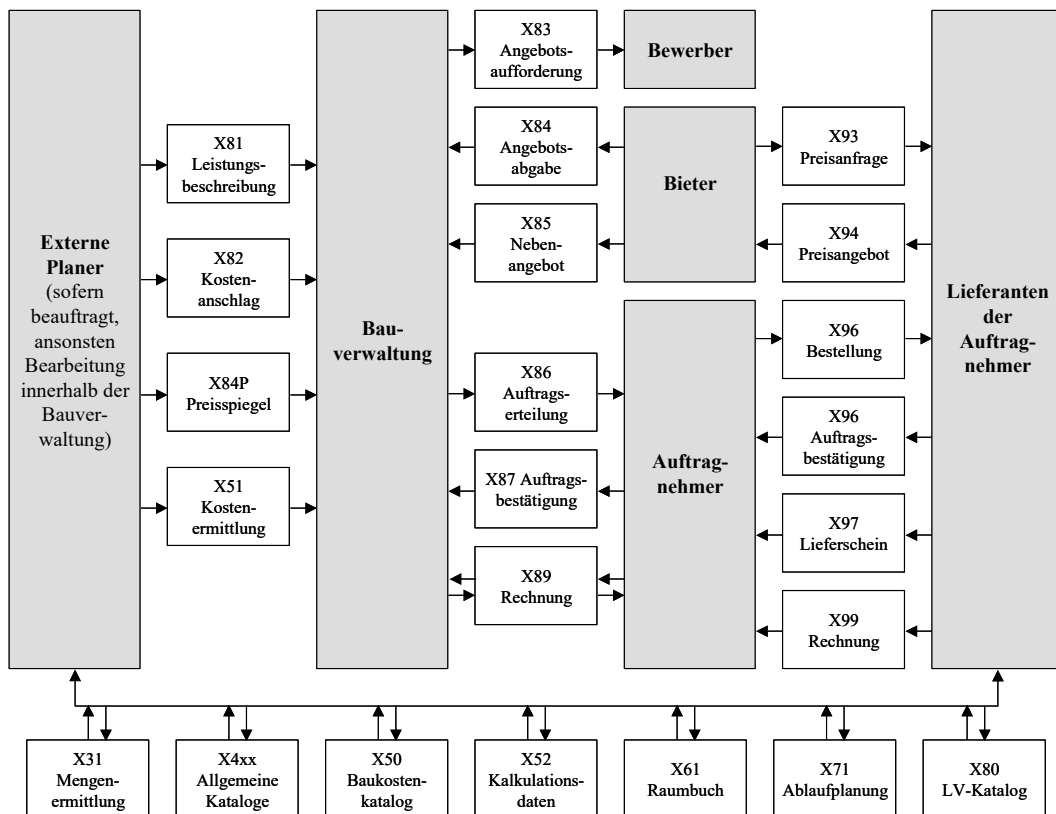 Externe
Planer
(sofern
beauftragt,
ansonsten
Bearbeitung
innerhalb der
Bauver-
waltung)
X81
Leistungs-
beschreibung
X82
Kosten-
anschlag
X84P
Preisspiegel
X51
Kosten-
ermittlung
Bau-
verwaltung
X83
Angebots-
aufforderung
X84
Angebots-
abgabe
X85
Neben-
angebot
X86
Auftrags-
erteilung
X87 Auftrags-
bestätigung
X89
Rechnung
Bewerber
Bieter
Auftrag-
nehmer
X93
Preisanfrage
X94
Preisangebot
X96
Bestellung
X96
Auftrags-
bestätigung
X97
Lieferschein
X99
Rechnung
Lieferanten
der
Auftrag-
nehmer
X31
Mengen-
ermittlung
X4xx
Allgemeine
Kataloge
X50
Baukosten-
katalog
X52
Kalkulations-
daten
X61
Raumbuch
X71
Ablaufplanung
X80
LV-Katalog